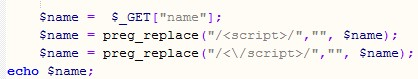 $name =  $_GET["name"];
$name = preg_replace("/<script>/","", $name);
$name = preg_replace("/<\/script>/","", $name);
echo $name;